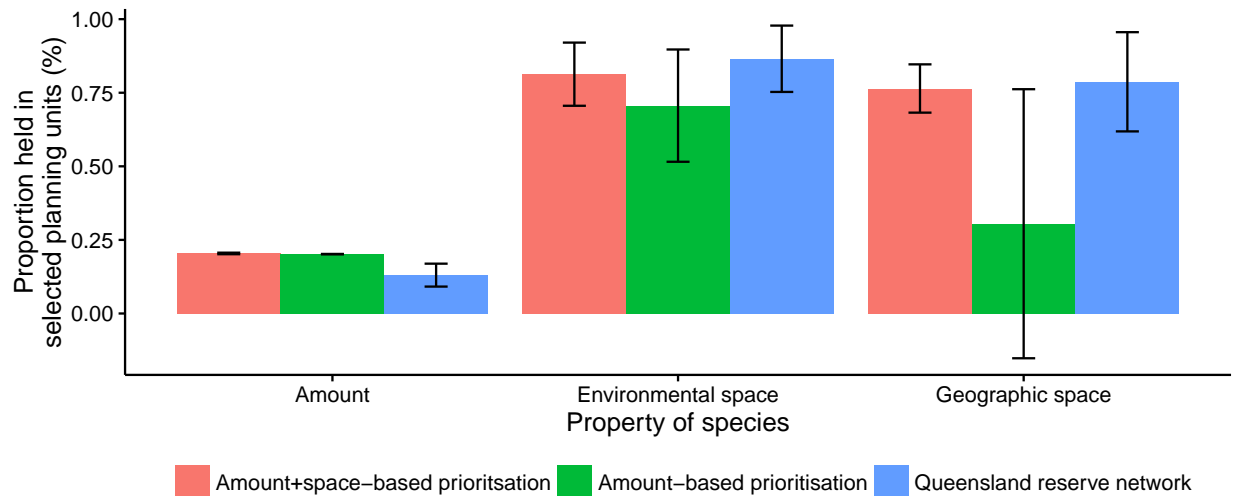 1.00
0.75
0.50
0.25
0.00
Proportion held in
selected planning units (%)
Amount
Environmental space
Geographic space
Property of species
Amount+space−based prioritsation
Amount−based prioritisation
Queensland reserve network